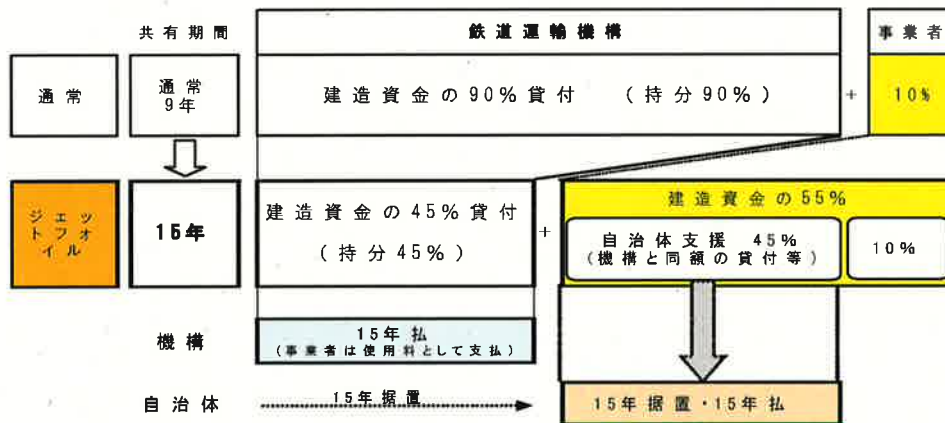 共有期間
鉄道運輸機構
事業者
通常
通常
9年
建造資金の90%貸付 (持分90%)
+
10%
ジェッ
トフォ
イル
15年
建造資金の45%貸付
(持分45%)
+
建造資金の55%
自治体支援 45%
(機構と同額の貸付等)
10%
機構
15年払
(事業者は使用料として支払)
自治体
15年据置
15年据置・15年払